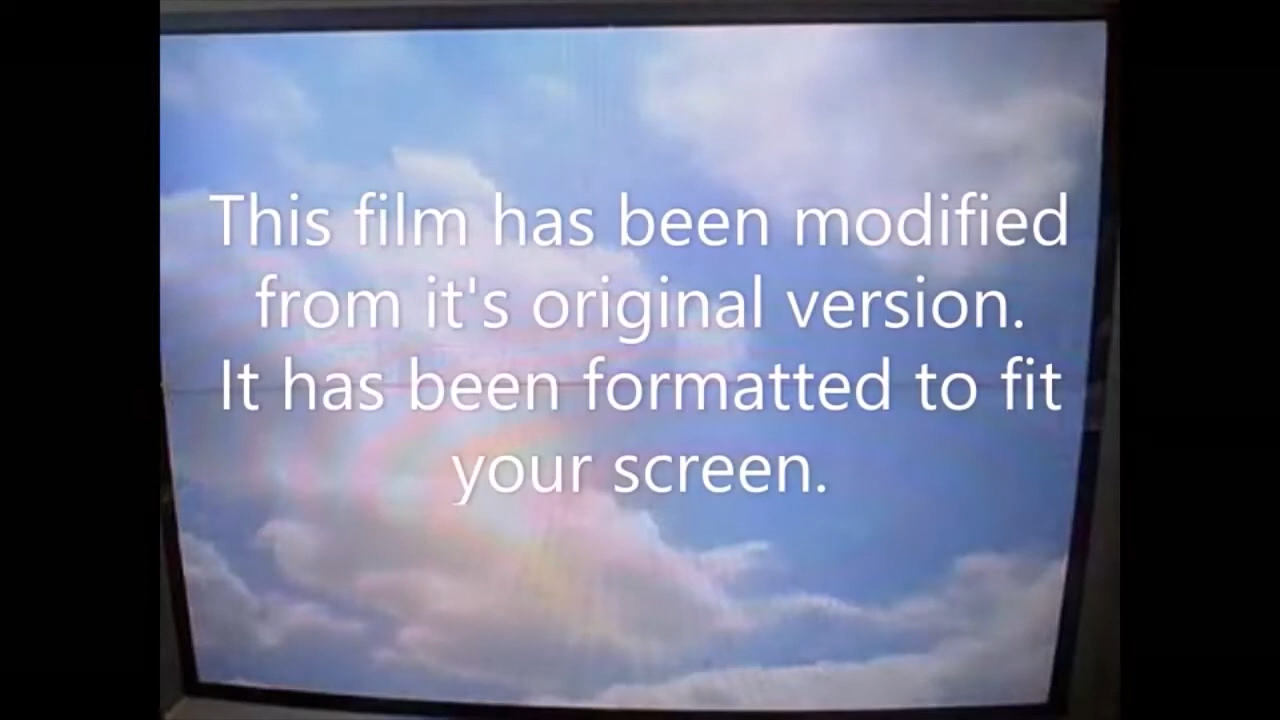 This film has been modified
from it's original version.
It has been formatted to fit
your screen.